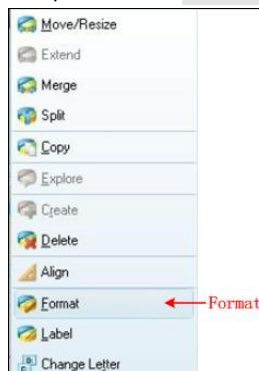 Move/Resize
Extend
Merge
Split
Copy
Explore
Create
Delete
Align
Format Format
Label
Change Letter